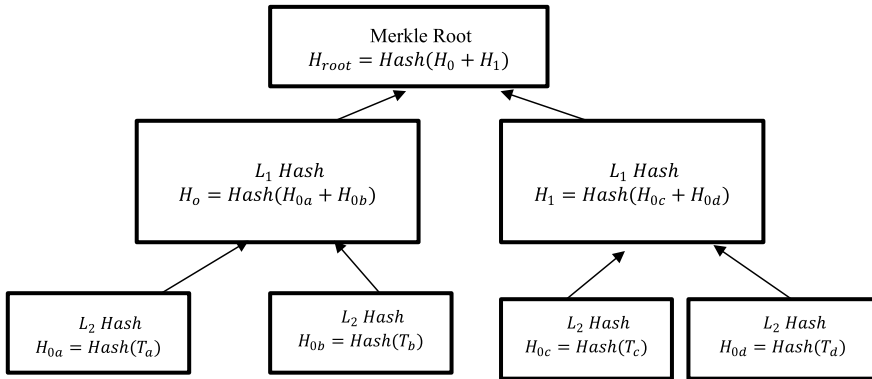 Merkle Root
H_root = Hash(H_0 + H_1)
L_1 Hash
H_o = Hash(H_0a + H_0b)
L_1 Hash
H_1 = Hash(H_0c + H_0d)
L_2 Hash
H_0a = Hash(T_a)
L_2 Hash
H_0b = Hash(T_b)
L_2 Hash
H_0c = Hash(T_c)
L_2 Hash
H_0d = Hash(T_d)